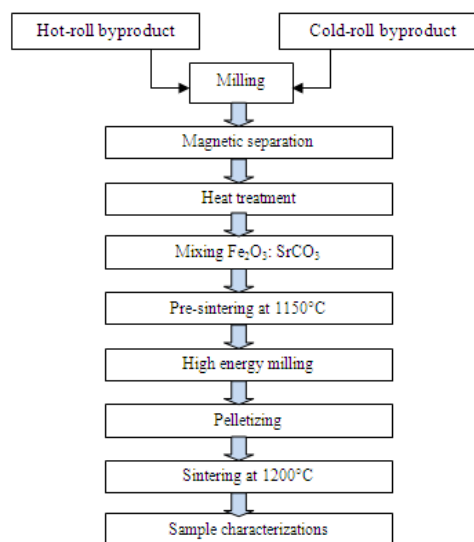 Hot-roll byproduct
Cold-roll byproduct
Milling
Magnetic separation
Heat treatment
Mixing Fe₂O₃: SrCO₃
Pre-sintering at 1150°C
High energy milling
Pelletizing
Sintering at 1200°C
Sample characterizations